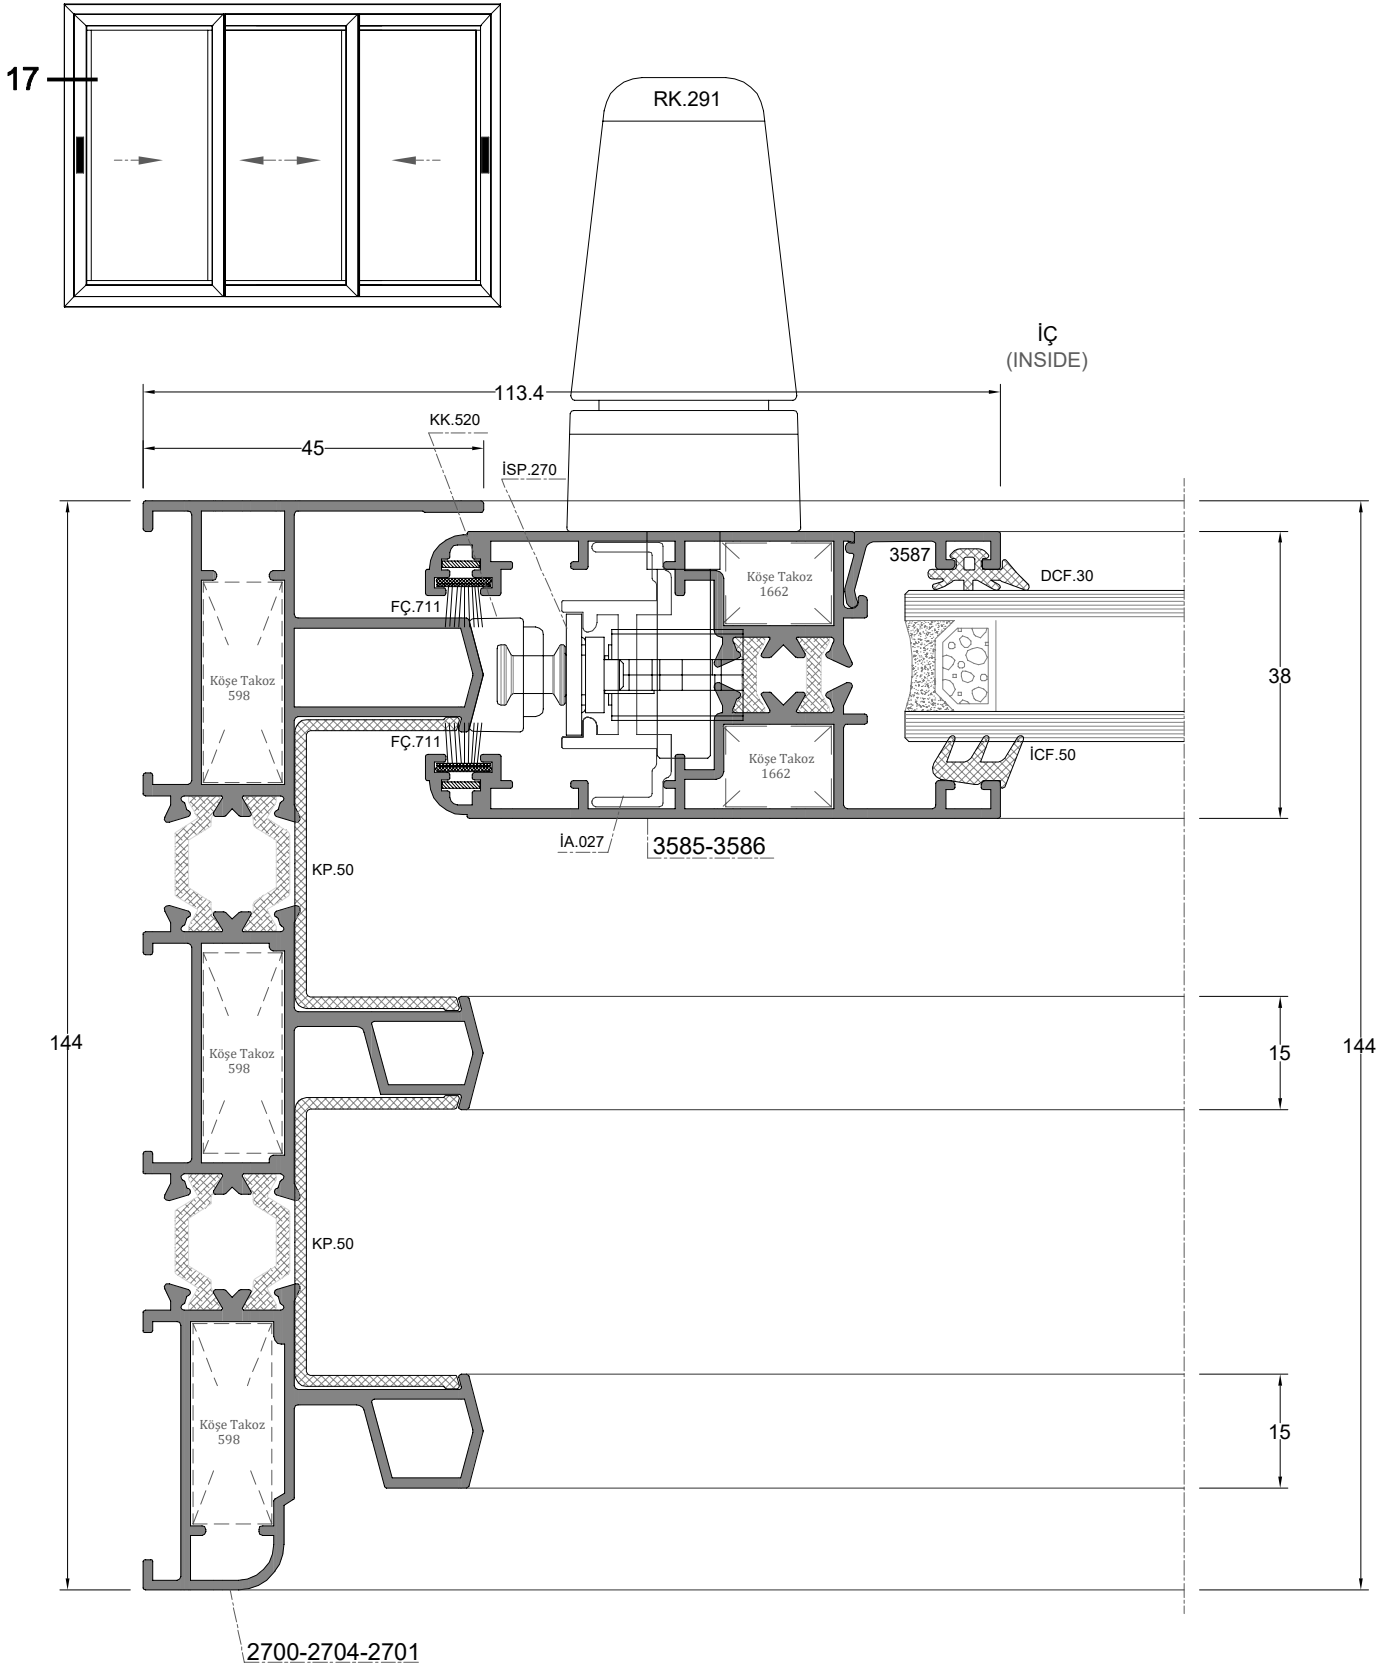 17
RK.291
İÇ
(INSIDE)
113.4
KK.520
45
İSP.270
3587
DCF.30
Köşe Takoz
1662
FÇ.711
Köşe Takoz
598
38
FÇ.711
Köşe Takoz
1662
İCF.50
İA.027
3585-3586
KP.50
144
Köşe Takoz
598
15
144
KP.50
Köşe Takoz
598
15
2700-2704-2701